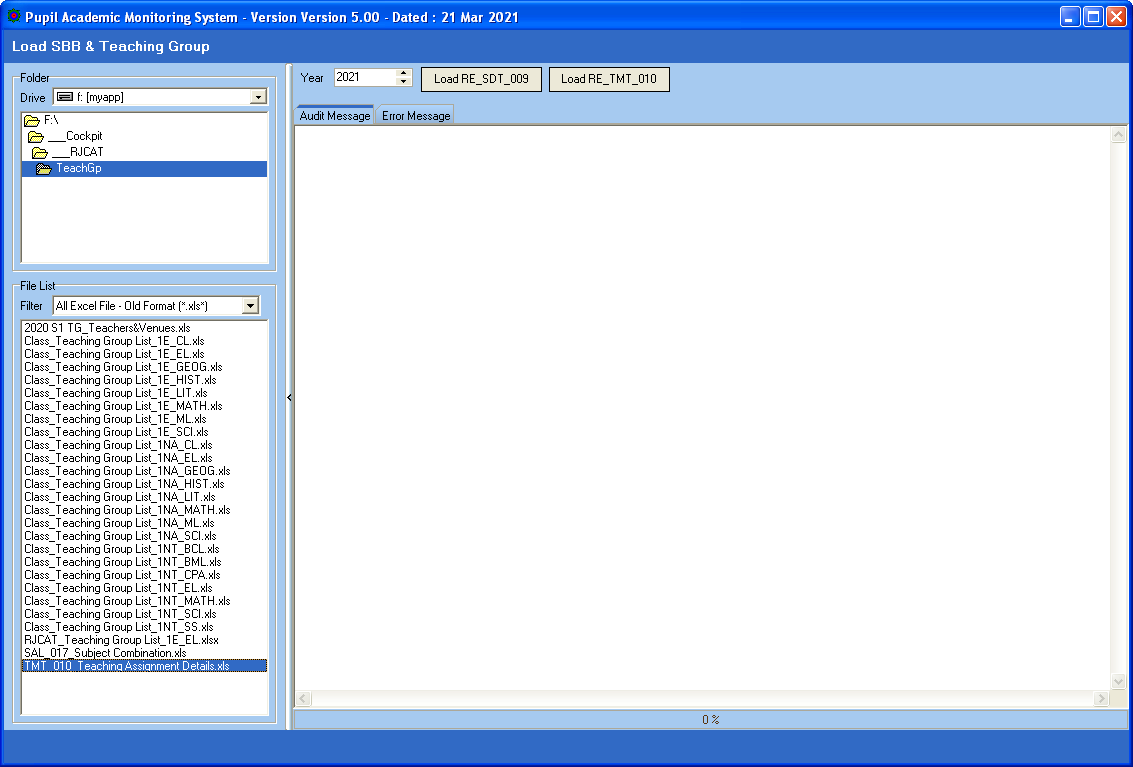 Pupil Academic Monitoring System - Version Version 5.00 - Dated : 21 Mar 2021
Load SBB & Teaching Group
Folder
Drive f: [myapp]
F:\
___Cockpit
___RJCAT
TeachGp
File List
Filter All Excel File - Old Format (*.xls*)
2020 S1 TG_Teachers&Venues.xls
Class_Teaching Group List_1E_CL.xls
Class_Teaching Group List_1E_EL.xls
Class_Teaching Group List_1E_GEOG.xls
Class_Teaching Group List_1E_HIST.xls
Class_Teaching Group List_1E_LIT.xls
Class_Teaching Group List_1E_MATH.xls
Class_Teaching Group List_1E_ML.xls
Class_Teaching Group List_1E_SCI.xls
Class_Teaching Group List_1NA_CL.xls
Class_Teaching Group List_1NA_EL.xls
Class_Teaching Group List_1NA_GEOG.xls
Class_Teaching Group List_1NA_HIST.xls
Class_Teaching Group List_1NA_LIT.xls
Class_Teaching Group List_1NA_MATH.xls
Class_Teaching Group List_1NA_ML.xls
Class_Teaching Group List_1NA_SCI.xls
Class_Teaching Group List_1NT_BCL.xls
Class_Teaching Group List_1NT_BML.xls
Class_Teaching Group List_1NT_CPA.xls
Class_Teaching Group List_1NT_EL.xls
Class_Teaching Group List_1NT_MATH.xls
Class_Teaching Group List_1NT_SCI.xls
Class_Teaching Group List_1NT_SS.xls
RJCAT_Teaching Group List_1E_EL.xlsx
SAL_017_Subject Combination.xls
TMT_010_Teaching Assignment Details.xls
Year 2021 Load RE_SDT_009 Load RE_TMT_010
Audit Message Error Message
0 %